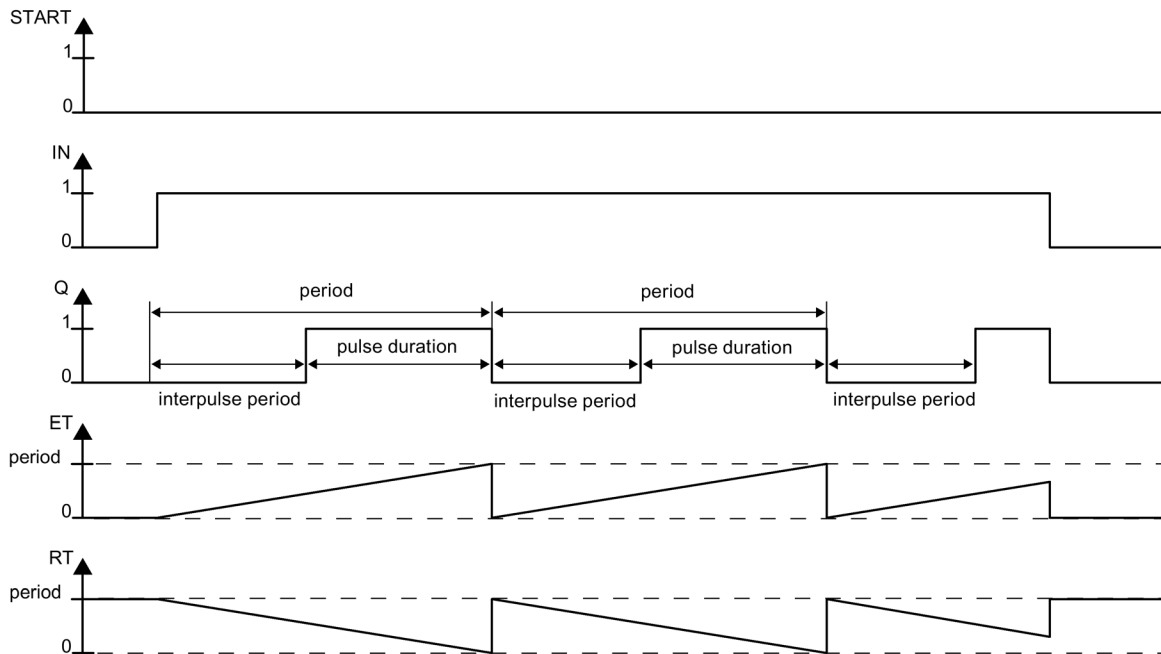 START
1
0
IN
1
0
Q
period period
1
pulse duration pulse duration
0
interpulse period interpulse period interpulse period
ET
period
0
RT
period
0